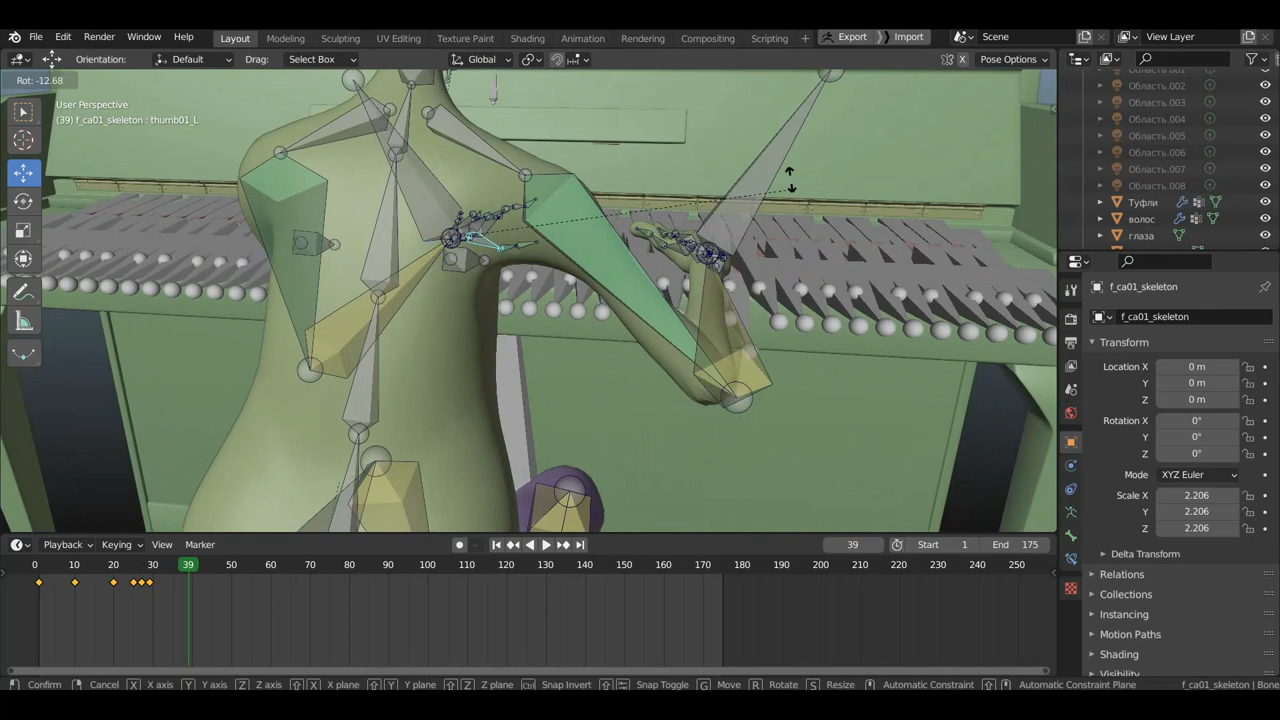 File Edit Render Window Help Layout Modeling Sculpting UV Editing Texture Paint Shading Animation Rendering Compositing Scripting + Export Import Scene View Layer
Orientation: Default Drag: Select Box Global X Pose Options
Rot: -12.68
User Perspective
(39) f_ca01_skeleton : thumb01_L
Область.002
Область.003
Область.004
Область.005
Область.006
Область.007
Область.008
Туфли
волос
глаза
f_ca01_skeleton
f_ca01_skeleton
Transform
Location X 0 m
Y 0 m
Z 0 m
Rotation X 0°
Y 0°
Z 0°
Mode XYZ Euler
Scale X 2.206
Y 2.206
Z 2.206
Delta Transform
Relations
Collections
Instancing
Motion Paths
Shading
Visibility
Playback Keying View Marker 39 Start 1 End 175
0 10 20 30 39 50 60 70 80 90 100 110 120 130 140 150 160 170 180 190 200 210 220 230 240 250
Confirm Cancel X X axis Y Y axis Z Z axis X X plane Y Y plane Z Z plane Ctrl Snap Invert Snap Toggle G Move R Rotate S Resize Automatic Constraint Automatic Constraint Plane f_ca01_skeleton | Bone